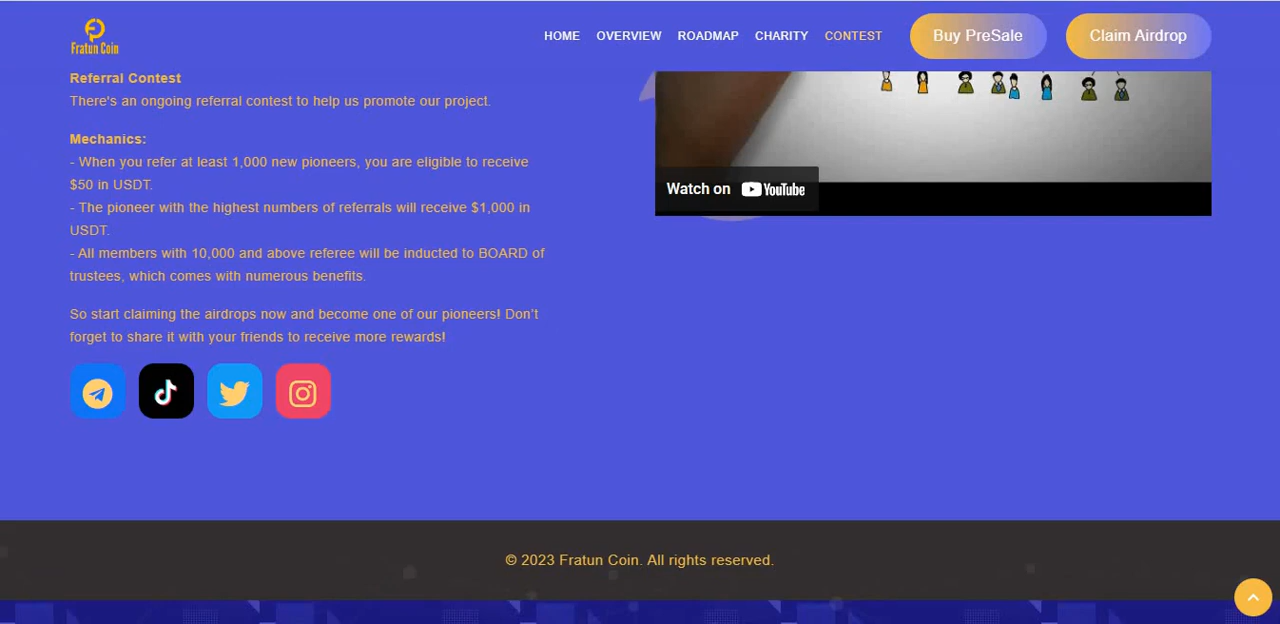 Fratun Coin
HOME OVERVIEW ROADMAP CHARITY CONTEST Buy PreSale Claim Airdrop
Referral Contest
There's an ongoing referral contest to help us promote our project.
Mechanics:
- When you refer at least 1,000 new pioneers, you are eligible to receive
$50 in USDT.
- The pioneer with the highest numbers of referrals will receive $1,000 in
USDT.
- All members with 10,000 and above referee will be inducted to BOARD of
trustees, which comes with numerous benefits.
So start claiming the airdrops now and become one of our pioneers! Don't
forget to share it with your friends to receive more rewards!
Watch on YouTube
© 2023 Fratun Coin. All rights reserved.